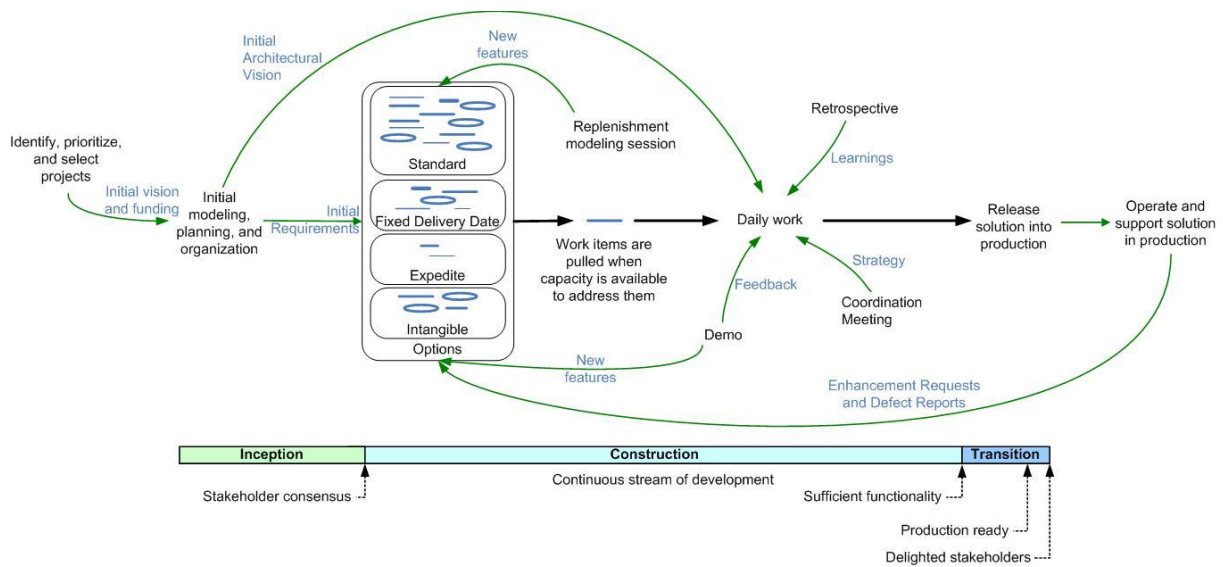 Initial
Architectural
Vision
New
features
Identify, prioritize,
and select
projects
Initial vision
and funding
Initial
modeling,
planning, and
organization
Initial
Requirements
Standard
Fixed Delivery Date
Expedite
Intangible
Options
Replenishment
modeling session
Work items are
pulled when
capacity is available
to address them
Retrospective
Learnings
Daily work
Strategy
Coordination
Meeting
Feedback
Demo
New
features
Release
solution into
production
Operate and
support solution
in production
Enhancement Requests
and Defect Reports
Inception
Construction
Transition
Continuous stream of development
Stakeholder consensus
Sufficient functionality
Production ready
Delighted stakeholders